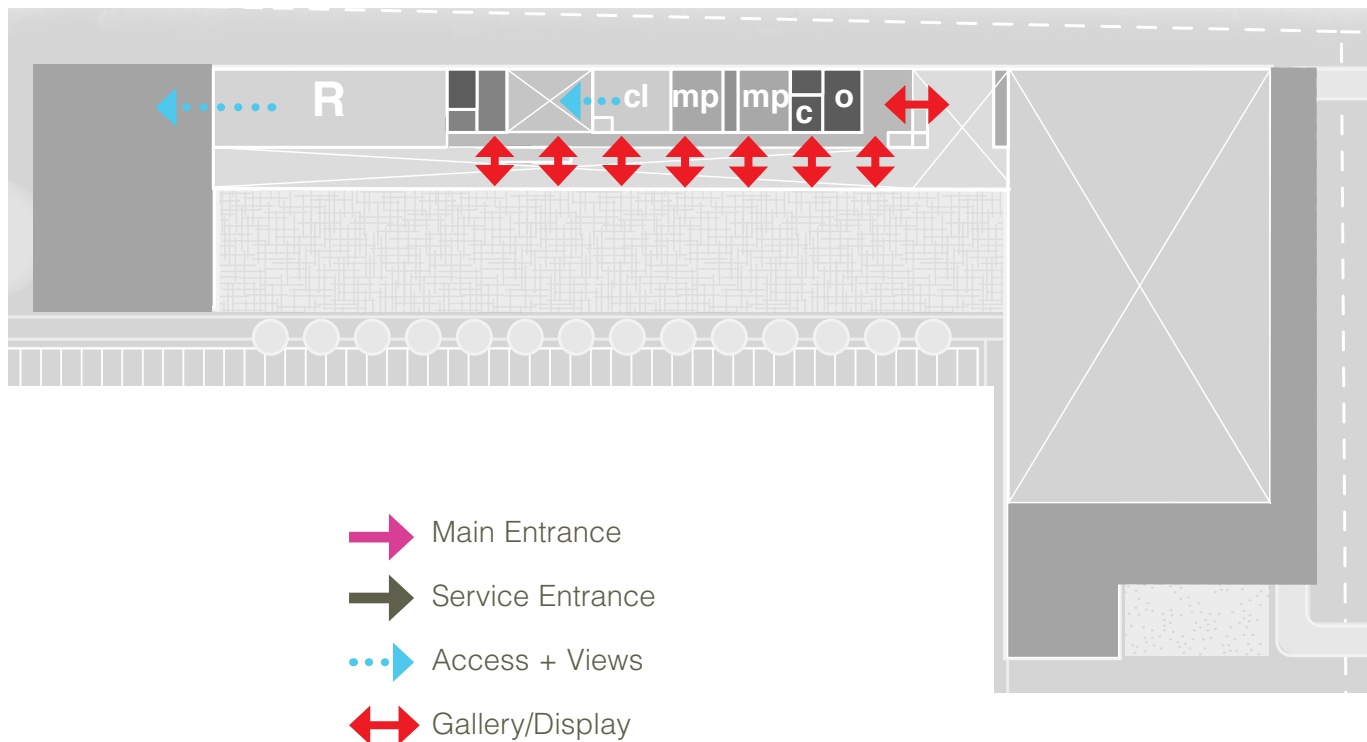 R
cl
mp
mp
c
o
Main Entrance
Service Entrance
Access + Views
Gallery/Display